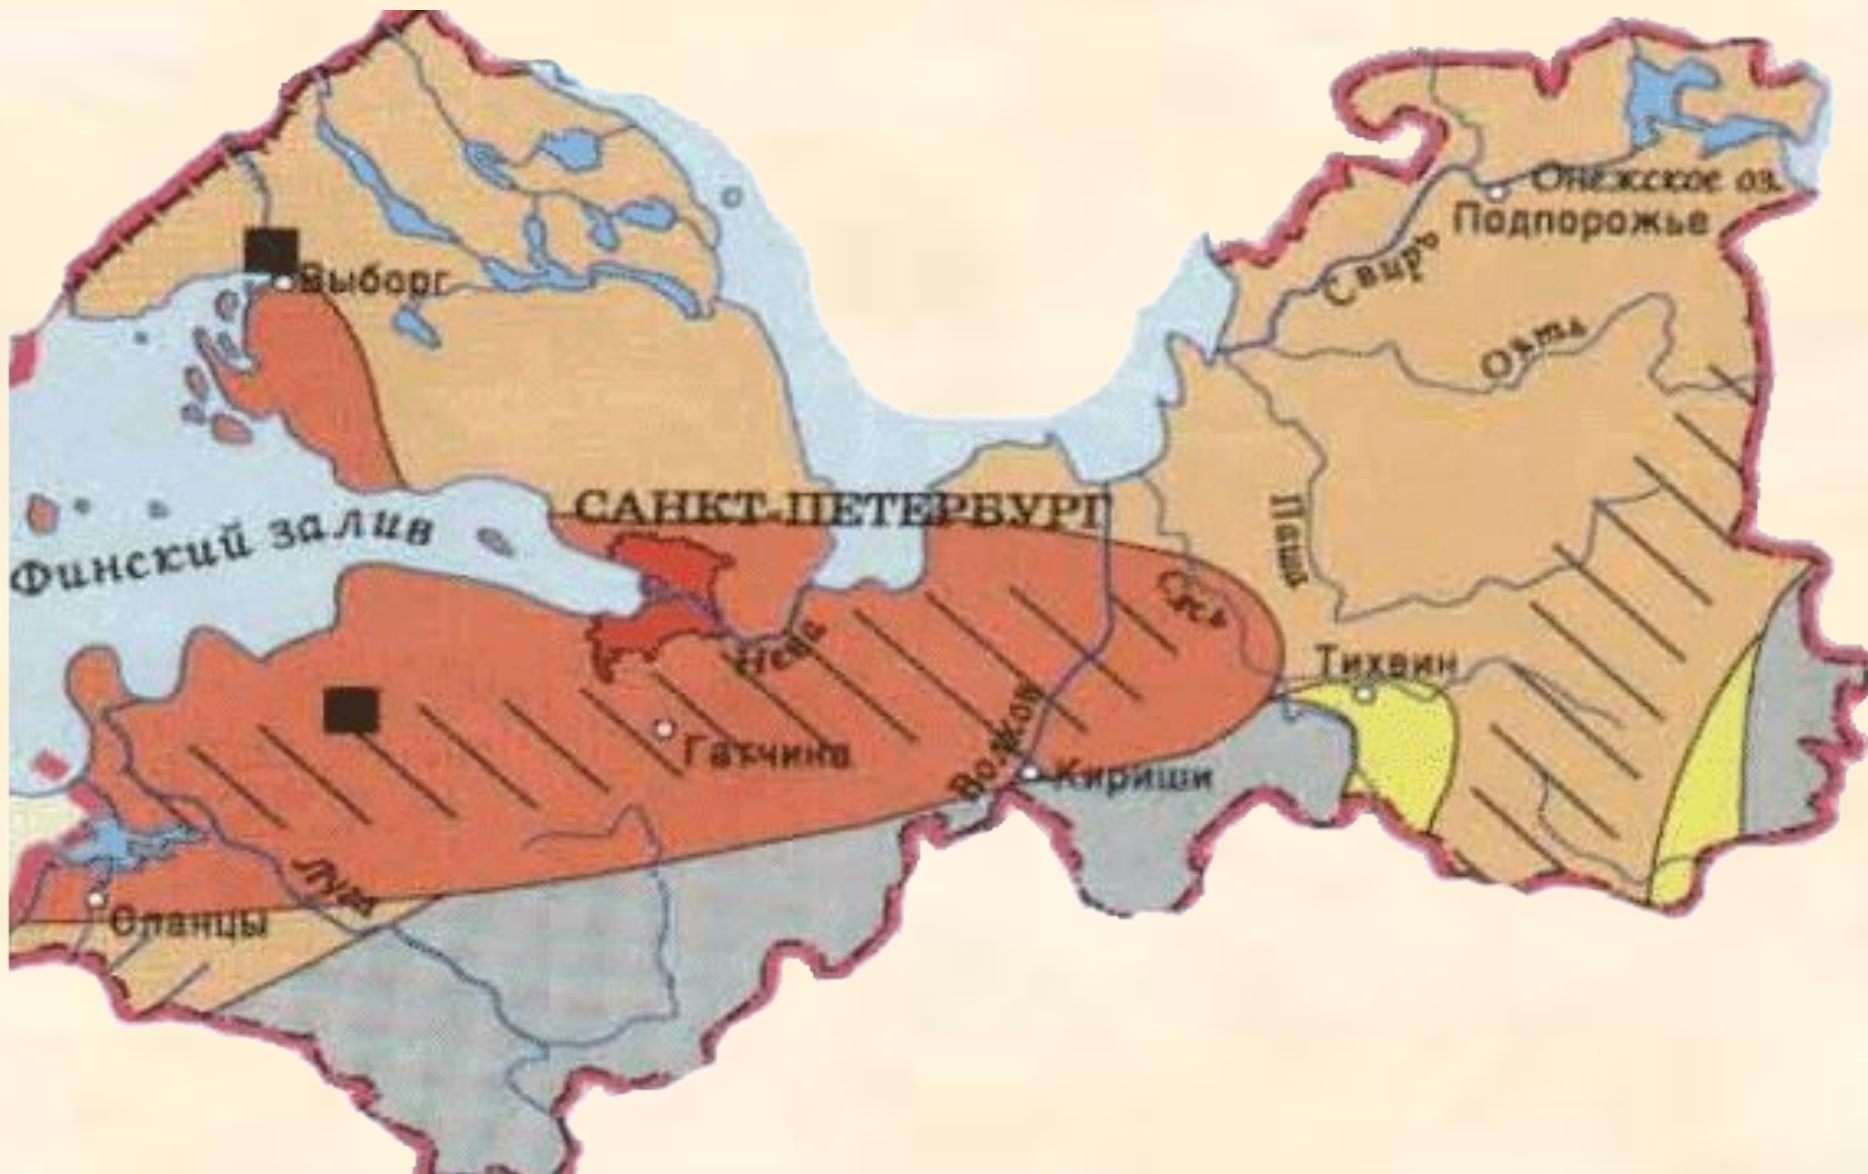 Онежское оз.
Подпорожье
Свирь
Выборг
Оять
САНКТ-ПЕТЕРБУРГ
Финский залив
Паша
Сясь
Нева
Тихвин
Волхов
Гатчина
Кириши
Луга
Сланцы